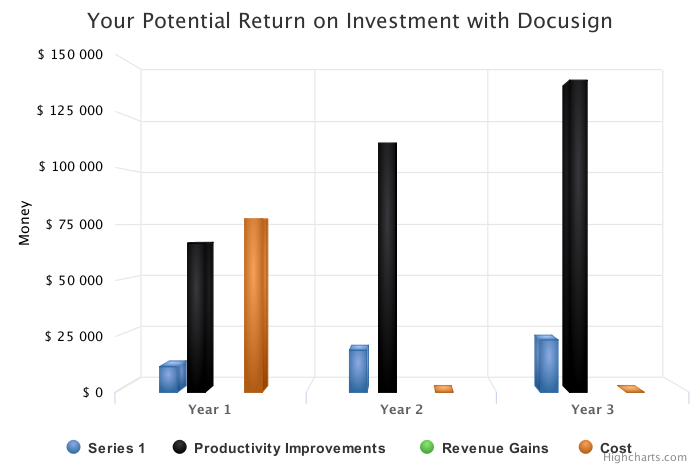 Your Potential Return on Investment with Docusign
$ 150 000
$ 125 000
$ 100 000
$ 75 000
$ 50 000
$ 25 000
$ 0
Money
Year 1
Year 2
Year 3
Series 1
Productivity Improvements
Revenue Gains
Cost
Highcharts.com